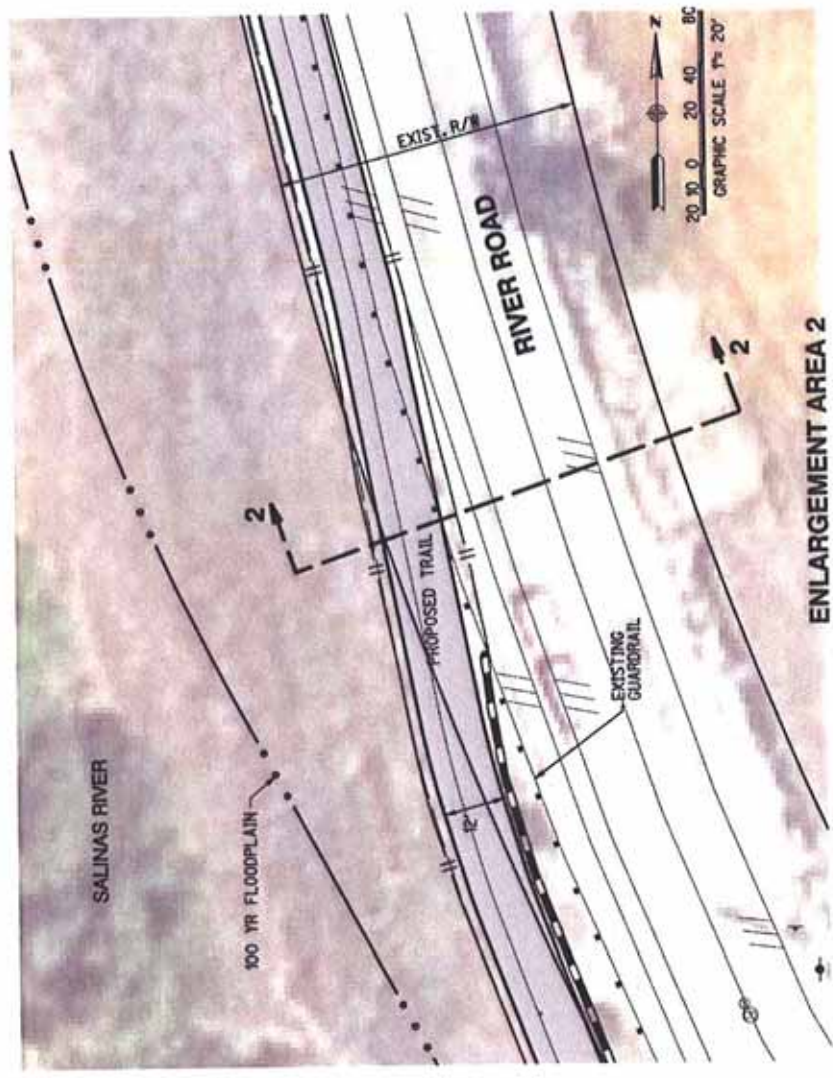 SALINAS RIVER
100 YR FLOODPLAIN
2
PROPOSED TRAIL
12'
EXIST. R/W
RIVER ROAD
EXISTING
GUARDRAIL
2
Z
20 10 0 20 40 80
GRAPHIC SCALE 1"= 20'
ENLARGEMENT AREA 2